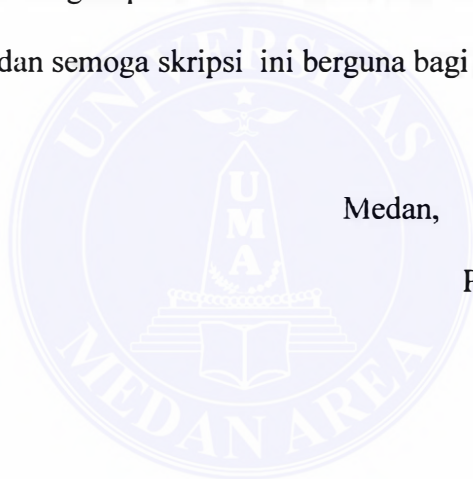 dan semoga skripsi ini berguna bagi
Medan,
P
UNIVERSITAS
UMA
MEDAN AREA